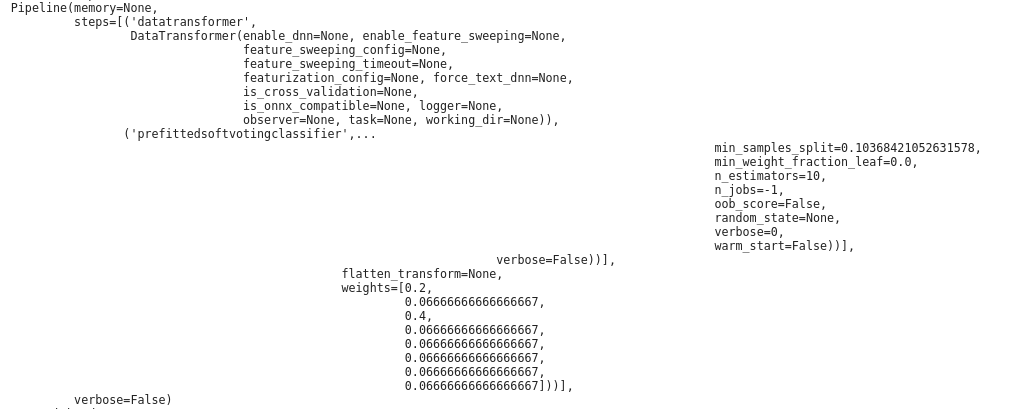 Pipeline(memory=None,
steps=[('datatransformer',
DataTransformer(enable_dnn=None, enable_feature_sweeping=None,
feature_sweeping_config=None,
feature_sweeping_timeout=None,
featurization_config=None, force_text_dnn=None,
is_cross_validation=None,
is_onnx_compatible=None, logger=None,
observer=None, task=None, working_dir=None)),
('prefittedsoftvotingclassifier',...
min_samples_split=0.10368421052631578,
min_weight_fraction_leaf=0.0,
n_estimators=10,
n_jobs=-1,
oob_score=False,
random_state=None,
verbose=0,
warm_start=False))],
verbose=False))],
flatten_transform=None,
weights=[0.2,
0.06666666666666667,
0.4,
0.06666666666666667,
0.06666666666666667,
0.06666666666666667,
0.06666666666666667,
0.06666666666666667]))],
verbose=False)